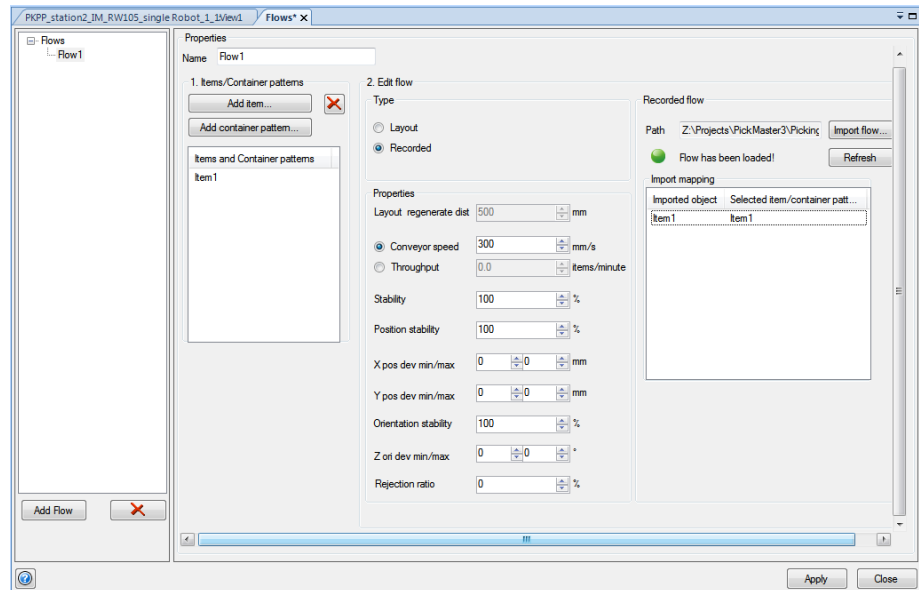 PKPP_station2_IM_RW105_single Robot_1_1:View1
Flows*
Flows
Flow1
Add Flow
Properties
Name Flow1
1. Items/Container patterns
Add item...
Add container pattern...
Items and Container patterns
Item1
2. Edit flow
Type
Layout
Recorded
Properties
Layout regenerate dist 500 mm
Conveyor speed 300 mm/s
Throughput 0.0 items/minute
Stability 100 %
Position stability 100 %
X pos dev min/max 0 0 mm
Y pos dev min/max 0 0 mm
Orientation stability 100 %
Z ori dev min/max 0 0 °
Rejection ratio 0 %
Recorded flow
Path Z:\Projects\PickMaster3\Picking Import flow...
Flow has been loaded! Refresh
Import mapping
Imported object Selected item/container patt...
Item1 Item1
Apply Close